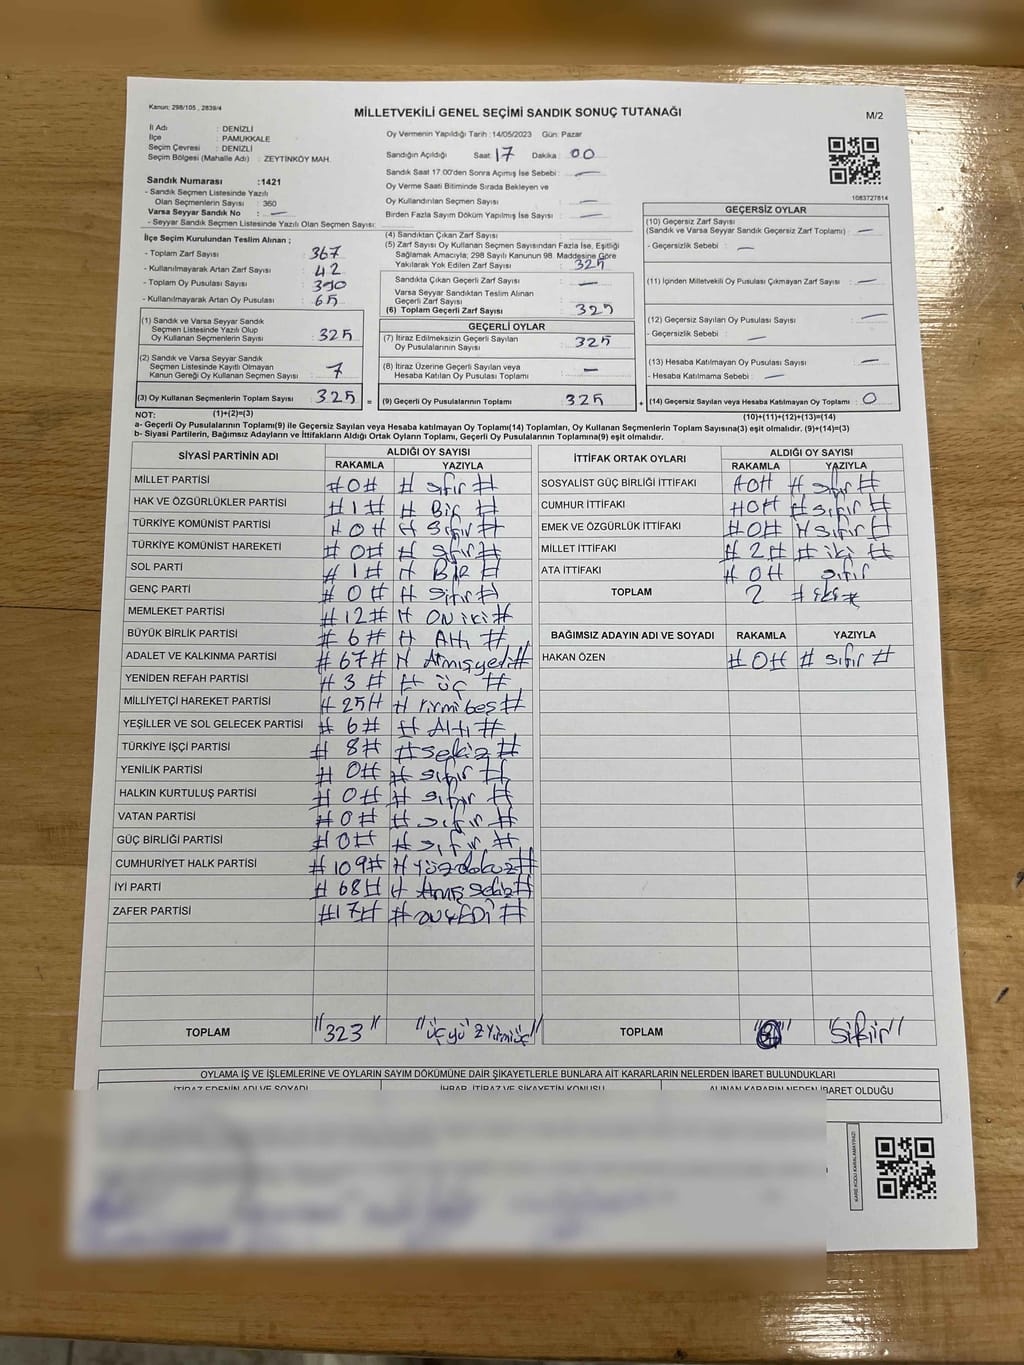 Kanun: 298/105 , 2839/4
MİLLETVEKİLİ GENEL SEÇİMİ SANDIK SONUÇ TUTANAĞI
M/2
İl Adı : DENİZLİ
İlçe : PAMUKKALE
Seçim Çevresi : DENİZLİ
Seçim Bölgesi (Mahalle Adı) : ZEYTİNKÖY MAH.
Oy Vermenin Yapıldığı Tarih :14/05/2023 Gün: Pazar
Sandığın Açıldığı Saat: 17 Dakika : 00
Sandık Saat 17.00'den Sonra Açımış İse Sebebi : —
Oy Verme Saati Bitiminde Sırada Bekleyen ve
Oy Kullandırılan Seçmen Sayısı : —
Birden Fazla Sayım Döküm Yapılmış İse Sayısı : —
1083727814
Sandık Numarası :1421
- Sandık Seçmen Listesinde Yazılı
Olan Seçmenlerin Sayısı : 360
Varsa Seyyar Sandık No : —
- Seyyar Sandık Seçmen Listesinde Yazılı Olan Seçmen Sayısı:
İlçe Seçim Kurulundan Teslim Alınan ;
- Toplam Zarf Sayısı : 367
- Kullanılmayarak Artan Zarf Sayısı : 42
- Toplam Oy Pusulası Sayısı : 390
- Kullanılmayarak Artan Oy Pusulası : 65
(1) Sandık ve Varsa Seyyar Sandık
Seçmen Listesinde Yazılı Olup
Oy Kullanan Seçmenlerin Sayısı : 325
(2) Sandık ve Varsa Seyyar Sandık
Seçmen Listesinde Kayıtlı Olmayan
Kanun Gereği Oy Kullanan Seçmen Sayısı : 7
(3) Oy Kullanan Seçmenlerin Toplam Sayısı : 325 =
(4) Sandıktan Çıkan Zarf Sayısı :
(5) Zarf Sayısı Oy Kullanan Seçmen Sayısından Fazla İse, Eşitliği
Sağlamak Amacıyla; 298 Sayılı Kanunun 98. Maddesine Göre
Yakılarak Yok Edilen Zarf Sayısı : 325
Sandıkta Çıkan Geçerli Zarf Sayısı : —
Varsa Seyyar Sandıktan Teslim Alınan
Geçerli Zarf Sayısı : —
(6) Toplam Geçerli Zarf Sayısı : 325
GEÇERLİ OYLAR
(7) İtiraz Edilmeksizin Geçerli Sayılan
Oy Pusulalarının Sayısı : 325
(8) İtiraz Üzerine Geçerli Sayılan veya
Hesaba Katılan Oy Pusulası Toplamı : —
(9) Geçerli Oy Pusulalarının Toplamı : 325 +
GEÇERSİZ OYLAR
(10) Geçersiz Zarf Sayısı
(Sandık ve Varsa Seyyar Sandık Geçersiz Zarf Toplamı) : —
- Geçersizlik Sebebi : —
(11) İçinden Milletvekili Oy Pusulası Çıkmayan Zarf Sayısı : —
(12) Geçersiz Sayılan Oy Pusulası Sayısı : —
- Geçersizlik Sebebi : —
(13) Hesaba Katılmayan Oy Pusulası Sayısı : —
- Hesaba Katılmama Sebebi : —
(14) Geçersiz Sayılan veya Hesaba Katılmayan Oy Toplamı : 0
NOT: (1)+(2)=(3) (10)+(11)+(12)+(13)=(14)
a- Geçerli Oy Pusulalarının Toplamı(9) ile Geçersiz Sayılan veya Hesaba katılmayan Oy Toplamı(14) Toplamları, Oy Kullanan Seçmenlerin Toplam Sayısına(3) eşit olmalıdır. (9)+(14)=(3)
b- Siyasi Partilerin, Bağımsız Adayların ve İttifakların Aldığı Ortak Oyların Toplamı, Geçerli Oy Pusulalarının Toplamına(9) eşit olmalıdır.
SİYASİ PARTİNİN ADI ALDIĞI OY SAYISI
RAKAMLA YAZIYLA
MİLLET PARTİSİ #0# # sıfır #
HAK VE ÖZGÜRLÜKLER PARTİSİ #1# # Bir #
TÜRKİYE KOMÜNİST PARTİSİ #0# # sıfır #
TÜRKİYE KOMÜNİST HAREKETİ #0# # sıfır #
SOL PARTİ #1# # BİR #
GENÇ PARTİ #0# # sıfır #
MEMLEKET PARTİSİ #12# # ON iki #
BÜYÜK BİRLİK PARTİSİ #6# # Altı #
ADALET VE KALKINMA PARTİSİ #67# # Atmışyedi #
YENİDEN REFAH PARTİSİ #3# # üç #
MİLLİYETÇİ HAREKET PARTİSİ #25# # Yirmi beş #
YEŞİLLER VE SOL GELECEK PARTİSİ #6# # Altı #
TÜRKİYE İŞÇİ PARTİSİ #8# # sekiz #
YENİLİK PARTİSİ #0# # sıfır #
HALKIN KURTULUŞ PARTİSİ #0# # sıfır #
VATAN PARTİSİ #0# # sıfır #
GÜÇ BİRLİĞİ PARTİSİ #0# # sıfır #
CUMHURİYET HALK PARTİSİ #109# # Yüzdokuz #
İYİ PARTİ #68# # Atmış sekiz #
ZAFER PARTİSİ #17# # ONYEDİ #
TOPLAM "323" "üçyü zyirmiüç"
İTTİFAK ORTAK OYLARI ALDIĞI OY SAYISI
RAKAMLA YAZIYLA
SOSYALİST GÜÇ BİRLİĞİ İTTİFAKI #0# # sıfır #
CUMHUR İTTİFAKI #0# # sıfır #
EMEK VE ÖZGÜRLÜK İTTİFAKI #0# # sıfır #
MİLLET İTTİFAKI #2# # iki #
ATA İTTİFAKI #0# sıfır
TOPLAM 2 # iki #
BAĞIMSIZ ADAYIN ADI VE SOYADI RAKAMLA YAZIYLA
HAKAN ÖZEN #0# # sıfır #
TOPLAM "Sıfır"
OYLAMA İŞ VE İŞLEMLERİNE VE OYLARIN SAYIM DÖKÜMÜNE DAİR ŞİKAYETLERLE BUNLARA AİT KARARLARIN NELERDEN İBARET BULUNDUKLARI
İTİRAZ EDENİN ADI VE SOYADI İHBAR, İTİRAZ VE ŞİKAYETİN KONUSU ALINAN KARARIN NEDEN İBARET OLDUĞU
KARE KODU KARALAMAYINIZ!